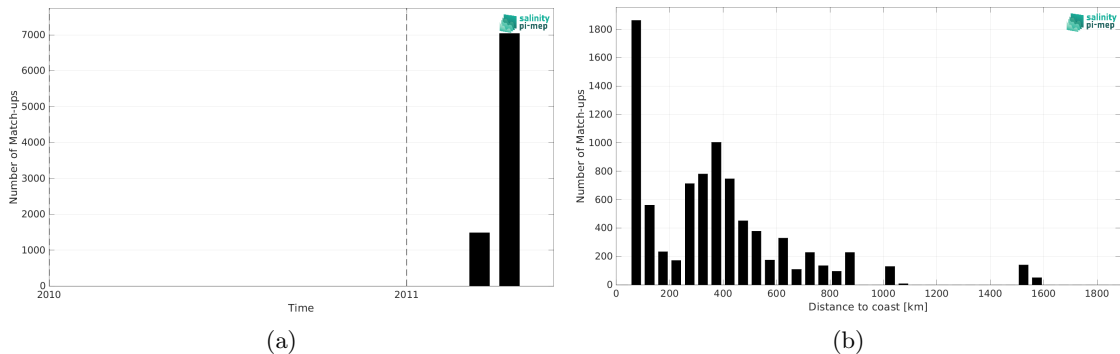 salinity
pi-mep
7000
6000
5000
4000
3000
2000
1000
0
Number of Match-ups
2010
2011
Time
(a)
salinity
pi-mep
1800
1600
1400
1200
1000
800
600
400
200
0
Number of Match-ups
0 200 400 600 800 1000 1200 1400 1600 1800
Distance to coast [km]
(b)